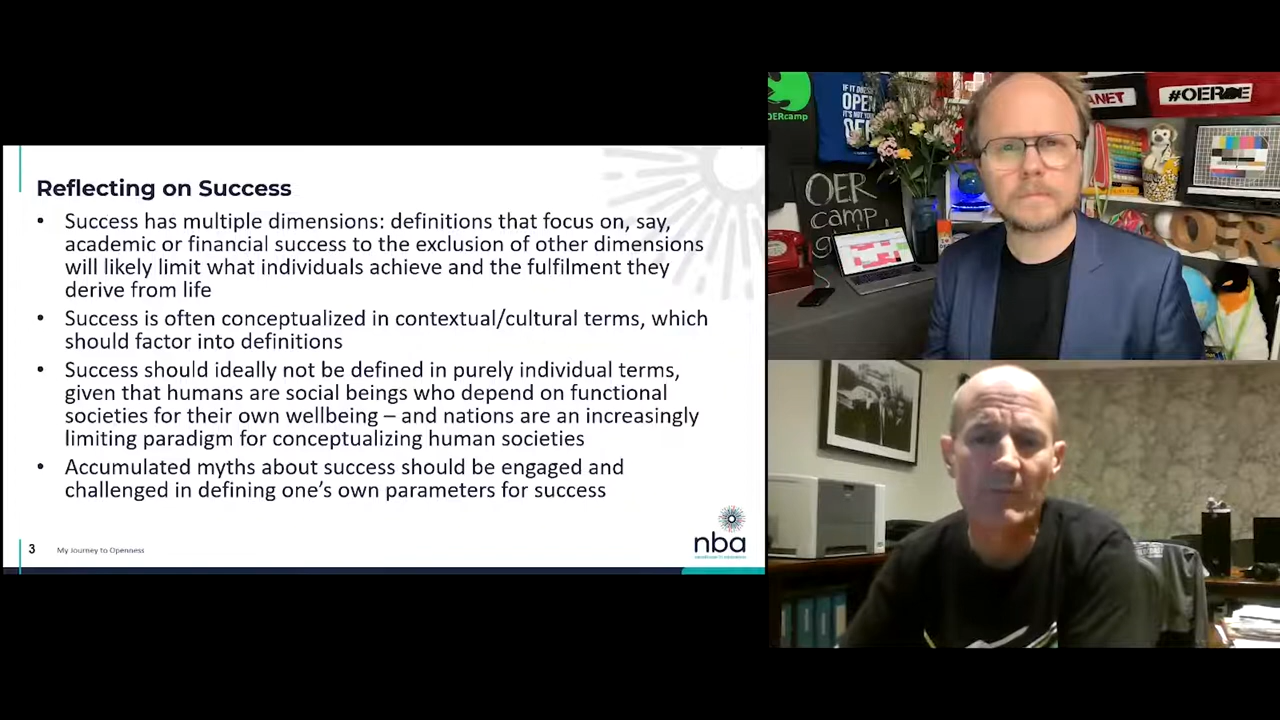 Reflecting on Success
• Success has multiple dimensions: definitions that focus on, say,
academic or financial success to the exclusion of other dimensions
will likely limit what individuals achieve and the fulfilment they
derive from life
• Success is often conceptualized in contextual/cultural terms, which
should factor into definitions
• Success should ideally not be defined in purely individual terms,
given that humans are social beings who depend on functional
societies for their own wellbeing – and nations are an increasingly
limiting paradigm for conceptualizing human societies
• Accumulated myths about success should be engaged and
challenged in defining one's own parameters for success
3
My Journey to Openness
nba
OERcamp
OPEN
OER
camp
#OERDE
OER